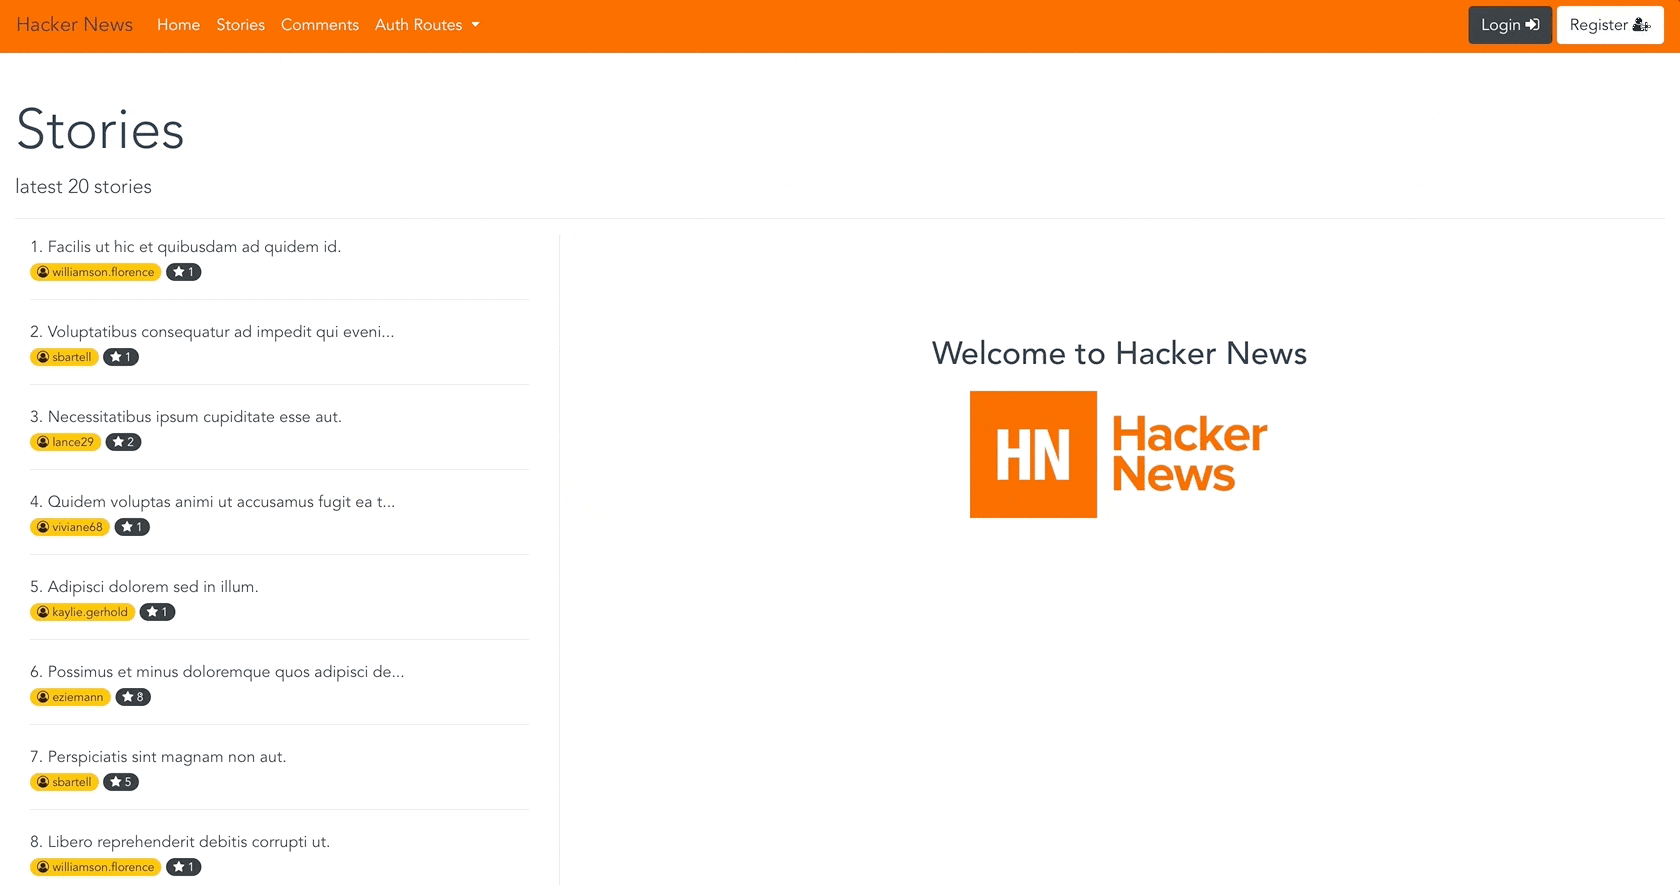 Hacker News Home Stories Comments Auth Routes Login Register
Stories
latest 20 stories
1. Facilis ut hic et quibusdam ad quidem id.
williamson.florence 1
2. Voluptatibus consequatur ad impedit qui eveni...
sbartell 1
3. Necessitatibus ipsum cupiditate esse aut.
lance29 2
4. Quidem voluptas animi ut accusamus fugit ea t...
viviane68 1
5. Adipisci dolorem sed in illum.
kaylie.gerhold 1
6. Possimus et minus doloremque quos adipisci de...
eziemann 8
7. Perspiciatis sint magnam non aut.
sbartell 5
8. Libero reprehenderit debitis corrupti ut.
williamson.florence 1
Welcome to Hacker News
HN Hacker
News